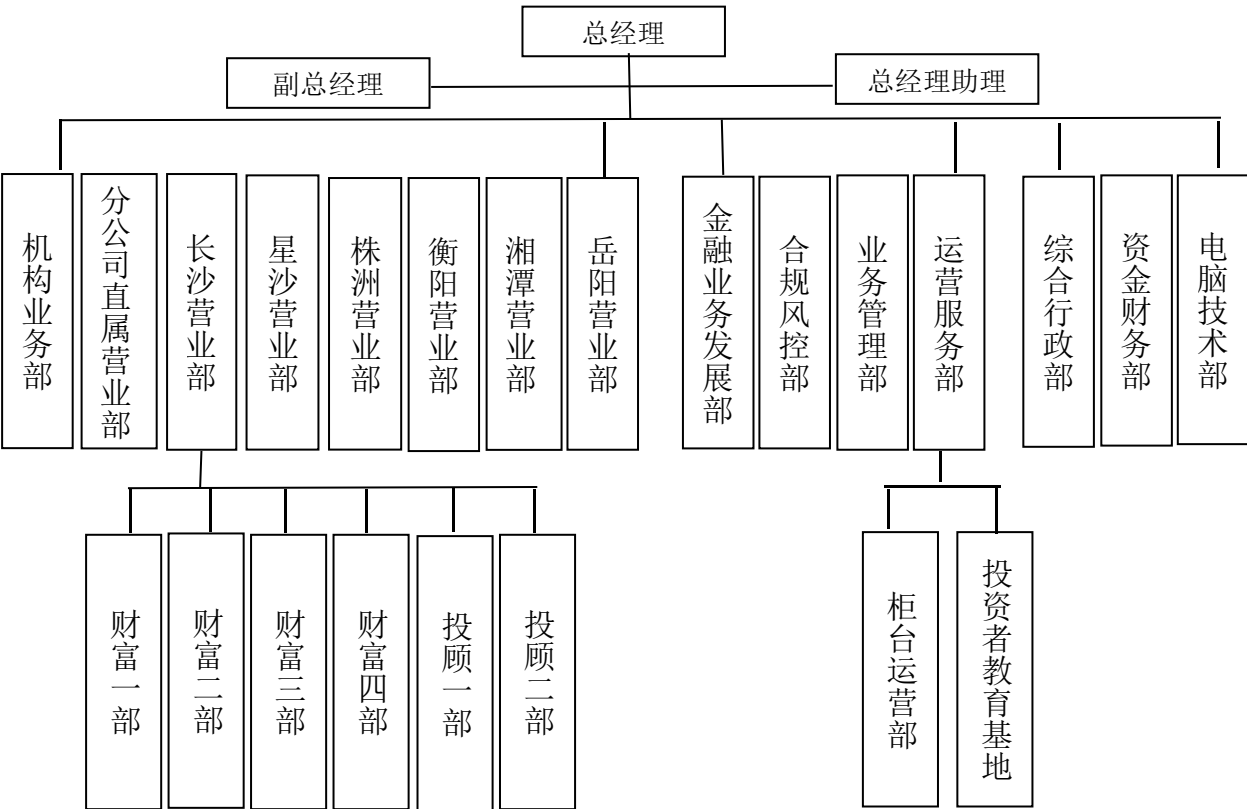 总经理
副总经理
总经理助理
机构业务部
分公司直属营业部
长沙营业部
星沙营业部
株洲营业部
衡阳营业部
湘潭营业部
岳阳营业部
金融业务发展部
合规风控部
业务管理部
运营服务部
综合行政部
资金财务部
电脑技术部
财富一部
财富二部
财富三部
财富四部
投顾一部
投顾二部
柜台运营部
投资者教育基地